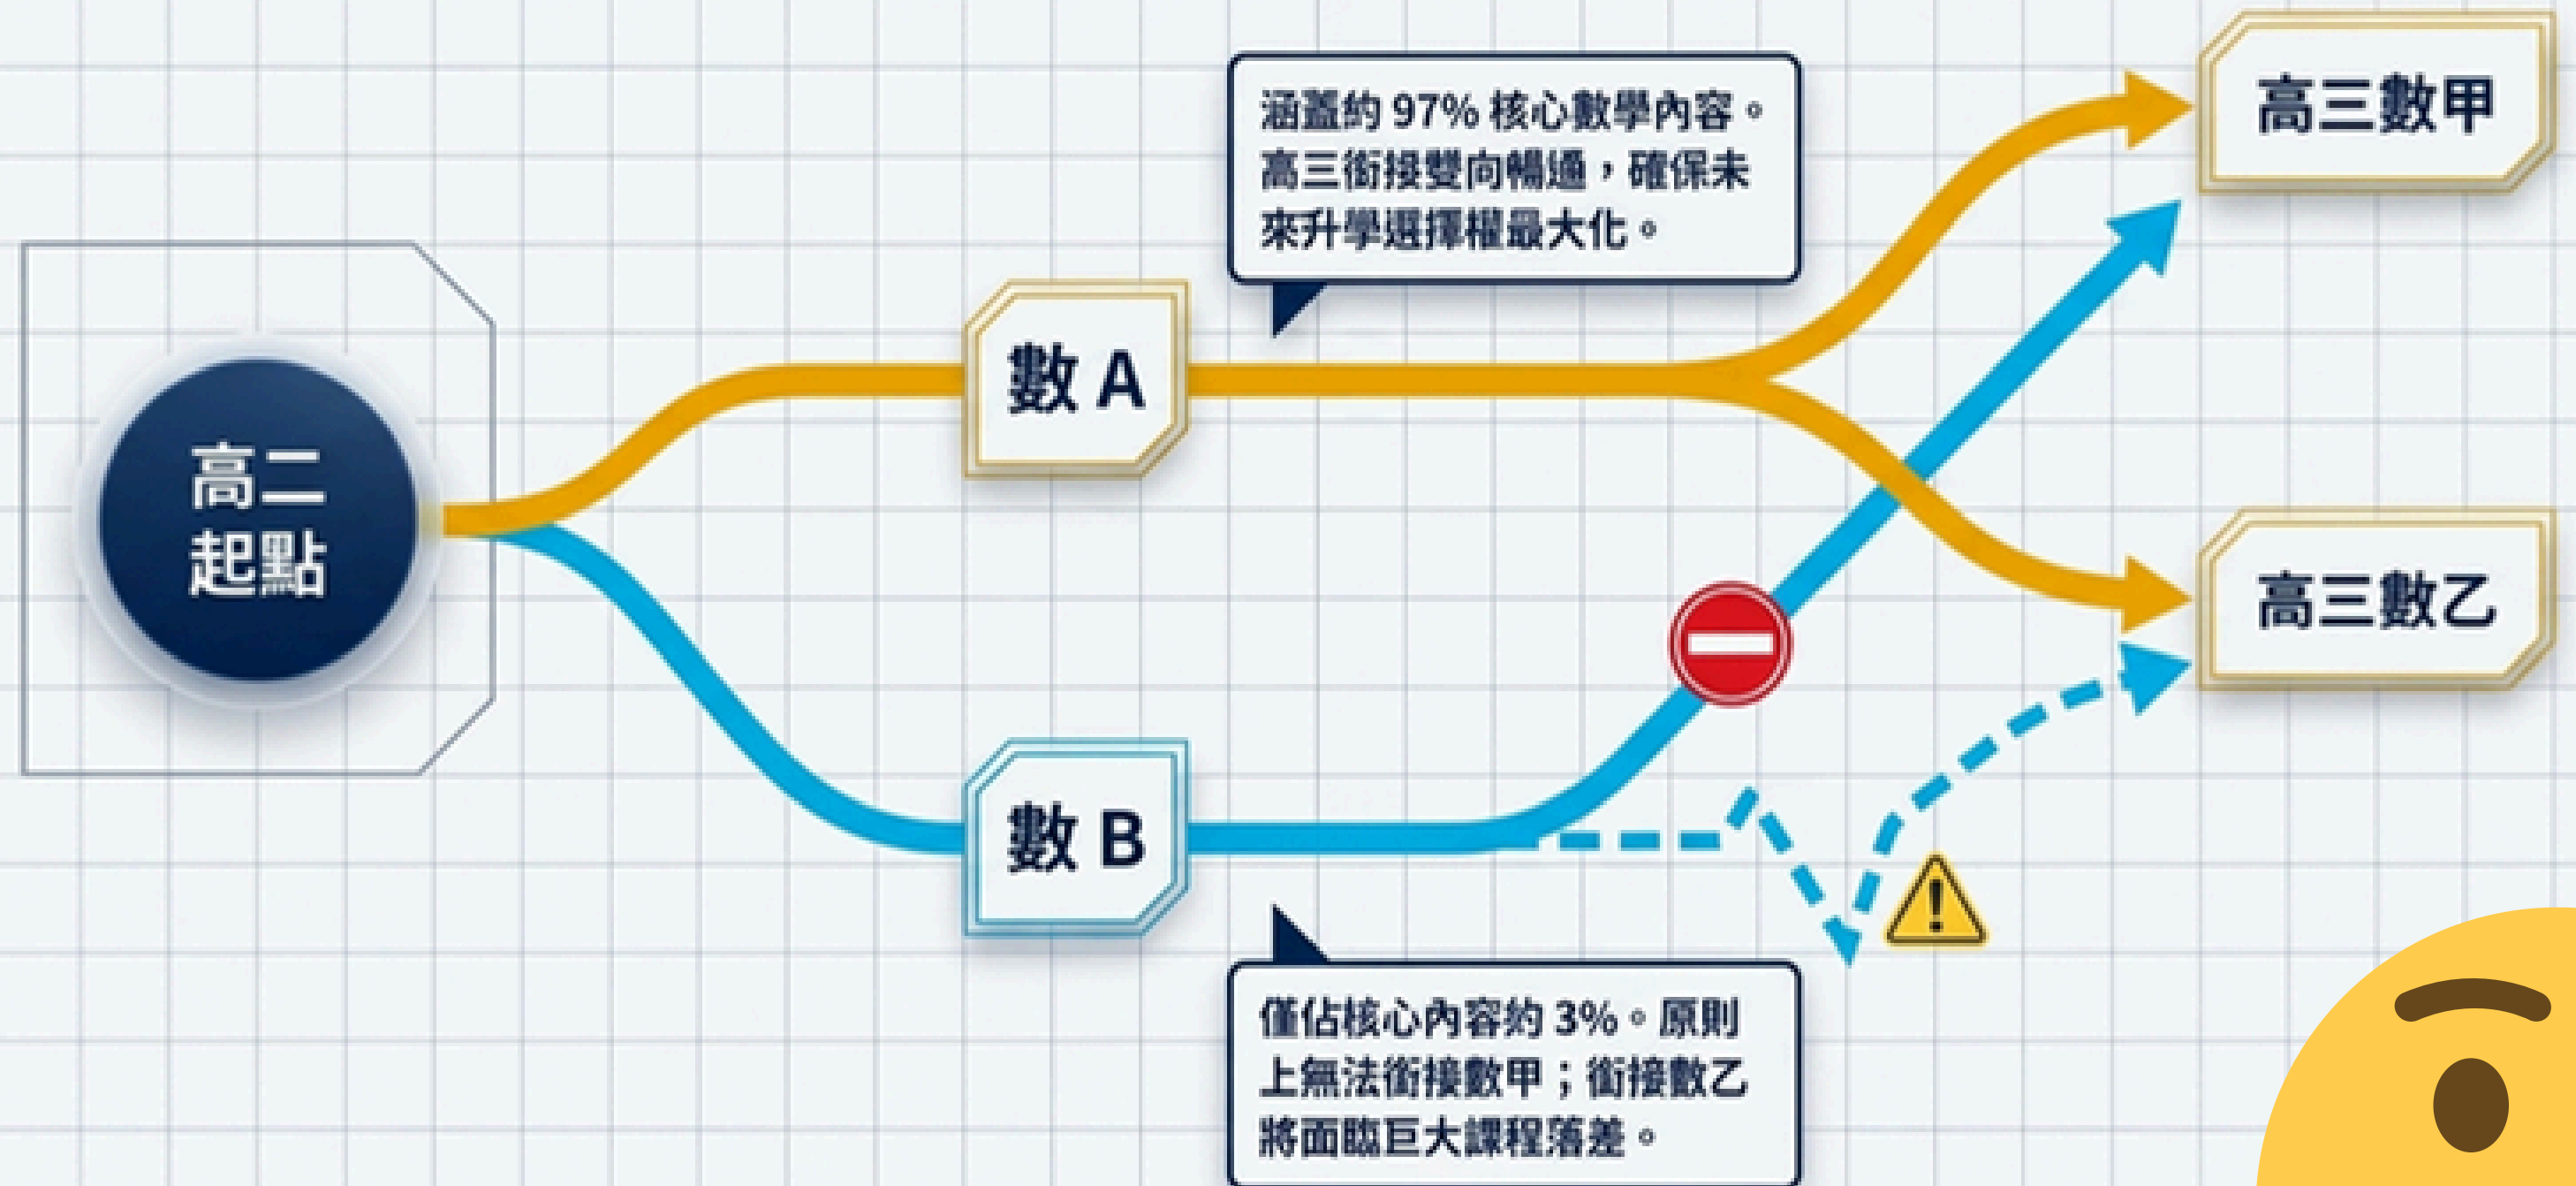 高二
起點
數 A
涵蓋約 97% 核心數學內容。
高三銜接雙向暢通，確保未
來升學選擇權最大化。
高三數甲
高三數乙
數 B
僅佔核心內容約 3%。原則
上無法銜接數甲；銜接數乙
將面臨巨大課程落差。